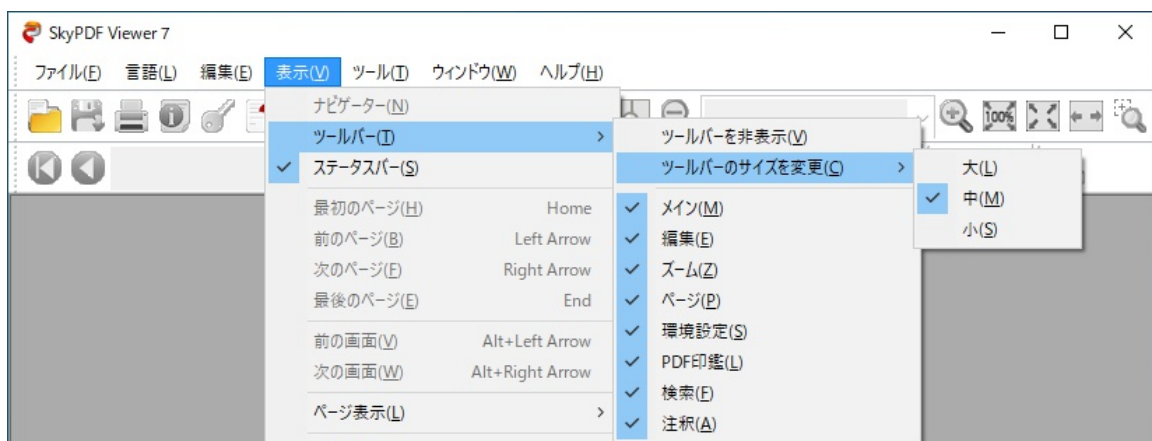 SkyPDF Viewer 7
ファイル(F) 言語(L) 編集(E) 表示(V) ツール(T) ウィンドウ(W) ヘルプ(H)
100%
ナビゲーター(N)
ツールバー(T)
ステータスバー(S)
最初のページ(H) Home
前のページ(B) Left Arrow
次のページ(F) Right Arrow
最後のページ(E) End
前の画面(V) Alt+Left Arrow
次の画面(W) Alt+Right Arrow
ページ表示(L)
ツールバーを非表示(V)
ツールバーのサイズを変更(C)
メイン(M)
編集(E)
ズーム(Z)
ページ(P)
環境設定(S)
PDF印鑑(L)
検索(F)
注釈(A)
大(L)
中(M)
小(S)